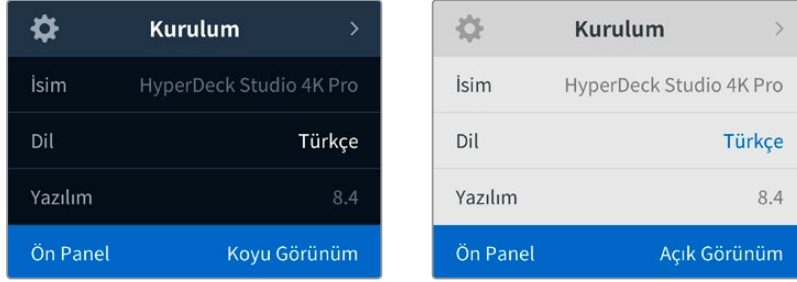 Kurulum
İsim HyperDeck Studio 4K Pro
Dil Türkçe
Yazılım 8.4
Ön Panel Koyu Görünüm
Kurulum
İsim HyperDeck Studio 4K Pro
Dil Türkçe
Yazılım 8.4
Ön Panel Açık Görünüm